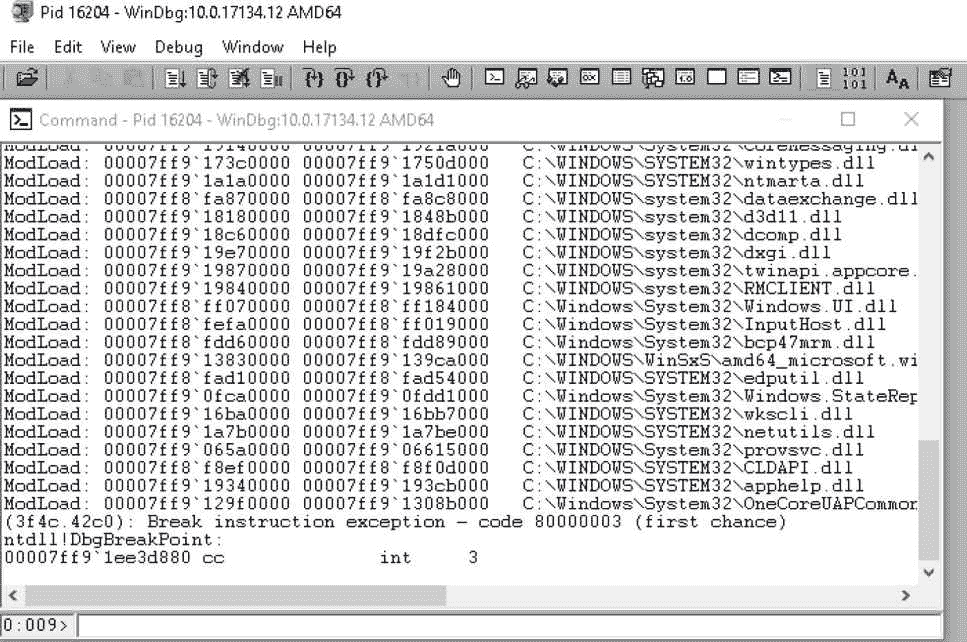 Pid 16204 - WinDbg:10.0.17134.12 AMD64
File Edit View Debug Window Help
Command - Pid 16204 - WinDbg:10.0.17134.12 AMD64
ModLoad: 00007ff9`19140000 00007ff9`1921a000 C:\WINDOWS\System32\CoreMessaging.dl
ModLoad: 00007ff9`173c0000 00007ff9`1750d000 C:\WINDOWS\SYSTEM32\wintypes.dll
ModLoad: 00007ff9`1a1a0000 00007ff9`1a1d1000 C:\WINDOWS\SYSTEM32\ntmarta.dll
ModLoad: 00007ff8`fa870000 00007ff8`fa8c8000 C:\WINDOWS\system32\dataexchange.dll
ModLoad: 00007ff9`18180000 00007ff9`1848b000 C:\WINDOWS\system32\d3d11.dll
ModLoad: 00007ff9`18c60000 00007ff9`18dfc000 C:\WINDOWS\system32\dcomp.dll
ModLoad: 00007ff9`19e70000 00007ff9`19f2b000 C:\WINDOWS\system32\dxgi.dll
ModLoad: 00007ff9`19870000 00007ff9`19a28000 C:\WINDOWS\system32\twinapi.appcore.
ModLoad: 00007ff9`19840000 00007ff9`19861000 C:\WINDOWS\system32\RMCLIENT.dll
ModLoad: 00007ff8`ff070000 00007ff8`ff184000 C:\Windows\System32\Windows.UI.dll
ModLoad: 00007ff8`fefa0000 00007ff8`ff019000 C:\Windows\System32\InputHost.dll
ModLoad: 00007ff8`fdd60000 00007ff8`fdd89000 C:\Windows\System32\bcp47mrm.dll
ModLoad: 00007ff9`13830000 00007ff9`139ca000 C:\WINDOWS\WinSxS\amd64_microsoft.wi
ModLoad: 00007ff8`fad10000 00007ff8`fad54000 C:\WINDOWS\SYSTEM32\edputil.dll
ModLoad: 00007ff9`0fca0000 00007ff9`0fdd1000 C:\Windows\System32\Windows.StateRep
ModLoad: 00007ff9`16ba0000 00007ff9`16bb7000 C:\WINDOWS\SYSTEM32\wkscli.dll
ModLoad: 00007ff9`1a7b0000 00007ff9`1a7be000 C:\WINDOWS\SYSTEM32\netutils.dll
ModLoad: 00007ff9`065a0000 00007ff9`06615000 C:\WINDOWS\SYSTEM32\provsvc.dll
ModLoad: 00007ff8`f8ef0000 00007ff8`f8f0d000 C:\WINDOWS\SYSTEM32\CLDAPI.dll
ModLoad: 00007ff9`19340000 00007ff9`193cb000 C:\WINDOWS\SYSTEM32\apphelp.dll
ModLoad: 00007ff9`129f0000 00007ff9`1308b000 C:\Windows\System32\OneCoreUAPCommon
(3f4c.42c0): Break instruction exception - code 80000003 (first chance)
ntdll!DbgBreakPoint:
00007ff9`1ee3d880 cc int 3
0:009>